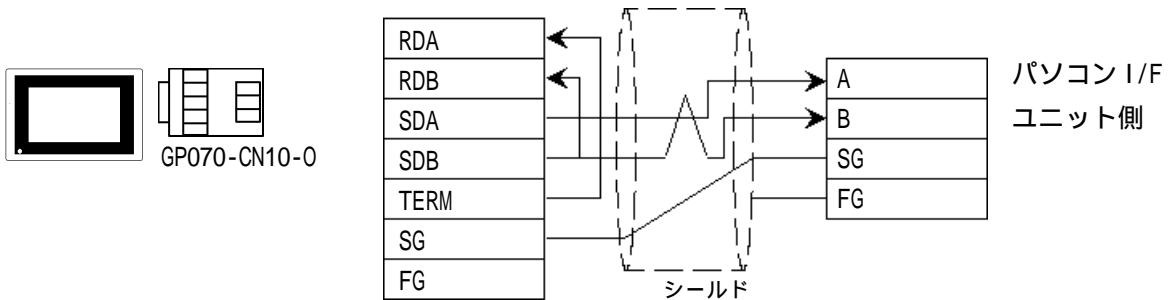 GP070-CN10-0
RDA
RDB
SDA
SDB
TERM
SG
FG
シールド
A
B
SG
FG
パソコン I/F
ユニット側